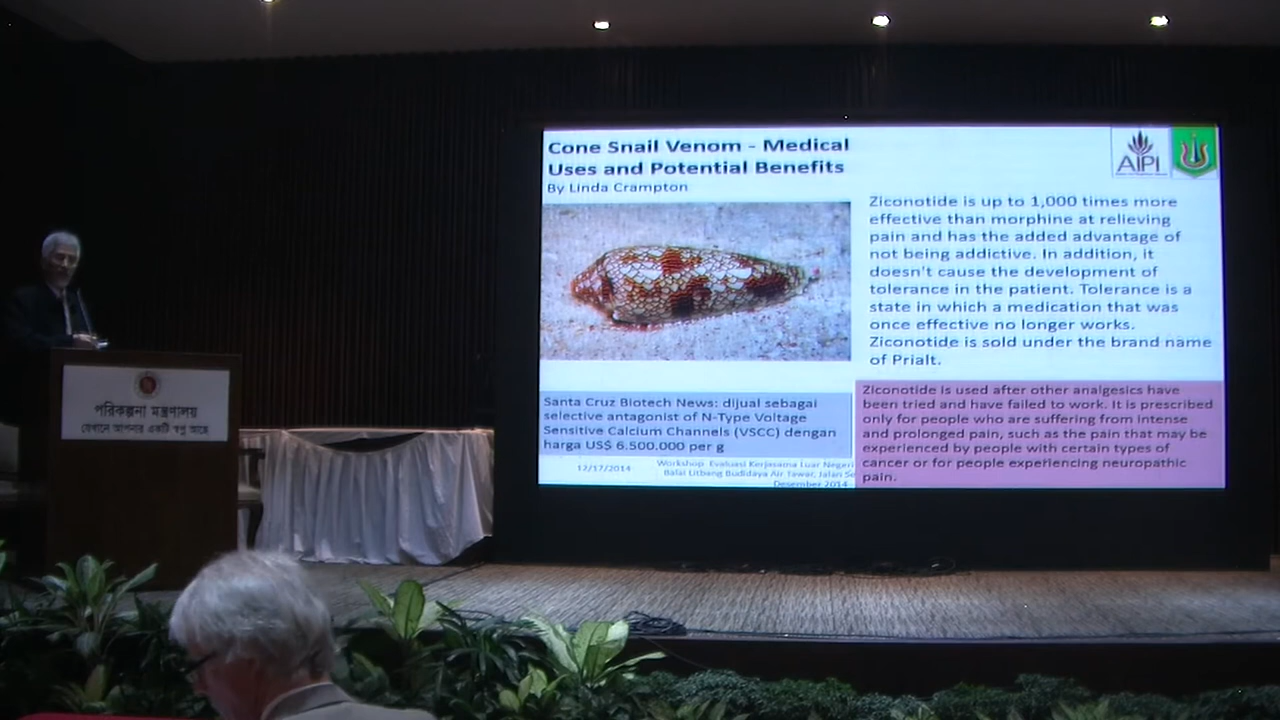 Cone Snail Venom - Medical
Uses and Potential Benefits
By Linda Crampton
AIPI
Ziconotide is up to 1,000 times more
effective than morphine at relieving
pain and has the added advantage of
not being addictive. In addition, it
doesn't cause the development of
tolerance in the patient. Tolerance is a
state in which a medication that was
once effective no longer works.
Ziconotide is sold under the brand name
of Prialt.
Santa Cruz Biotech News: dijual sebagai
selective antagonist of N-Type Voltage
Sensitive Calcium Channels (VSCC) dengan
harga US$ 6.500.000 per g
Ziconotide is used after other analgesics have
been tried and have failed to work. It is prescribed
only for people who are suffering from intense
and prolonged pain, such as the pain that may be
experienced by people with certain types of
cancer or for people experiencing neuropathic
pain.
12/17/2014
Workshop Evaluasi Kerjasama Luar Negeri
Balai Litbang Budidaya Air Tawar, Jalan Se
Desember 2014
পরিকল্পনা মন্ত্রণালয়
যেখানে আপনার একটি স্বপ্ন আছে